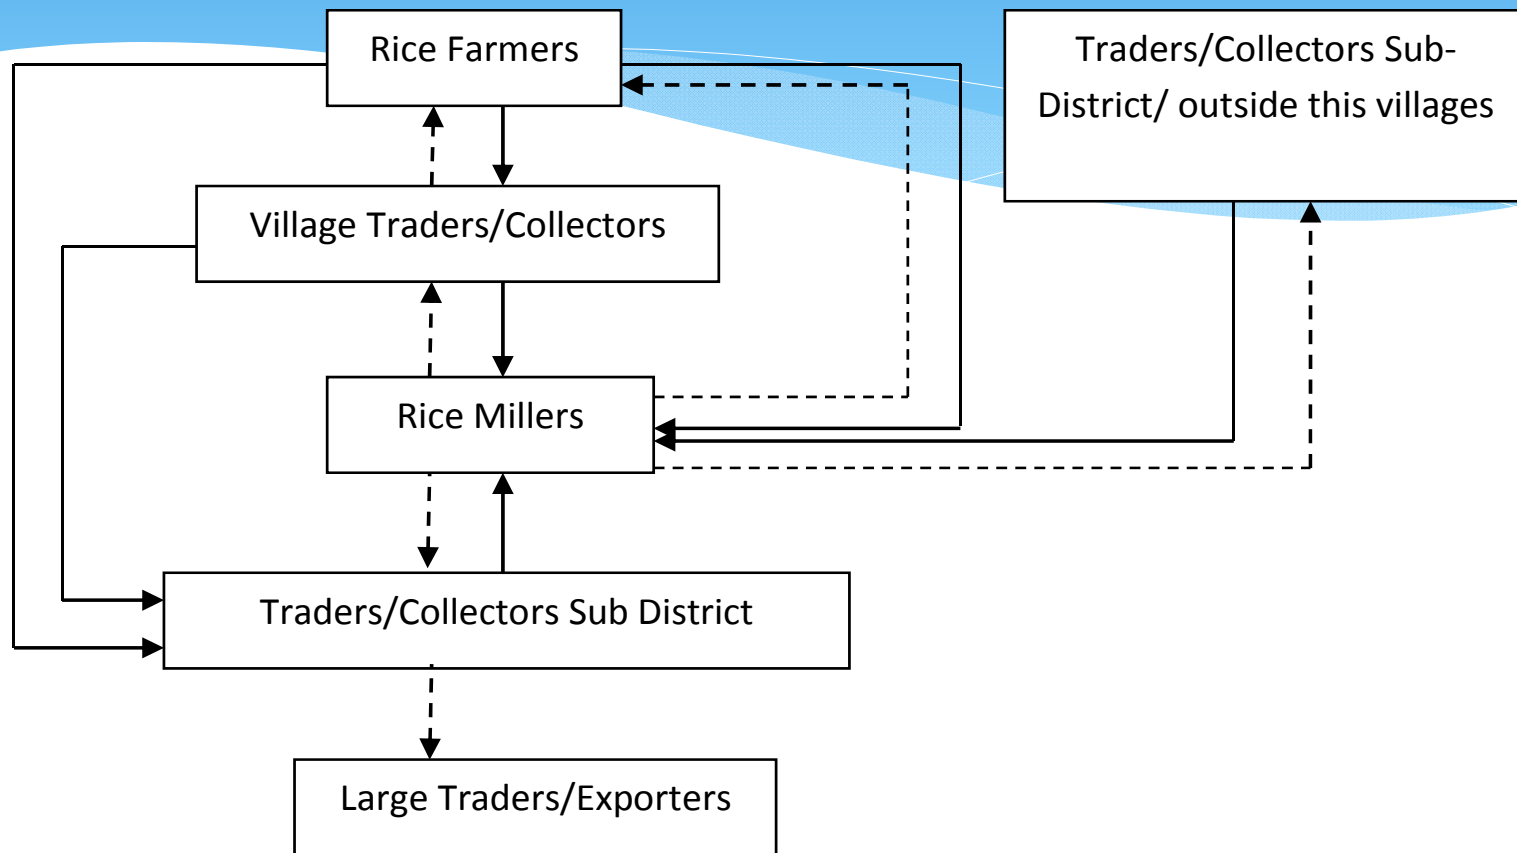 Rice Farmers
Traders/Collectors Sub-
District/ outside this villages
Village Traders/Collectors
Rice Millers
Traders/Collectors Sub District
Large Traders/Exporters